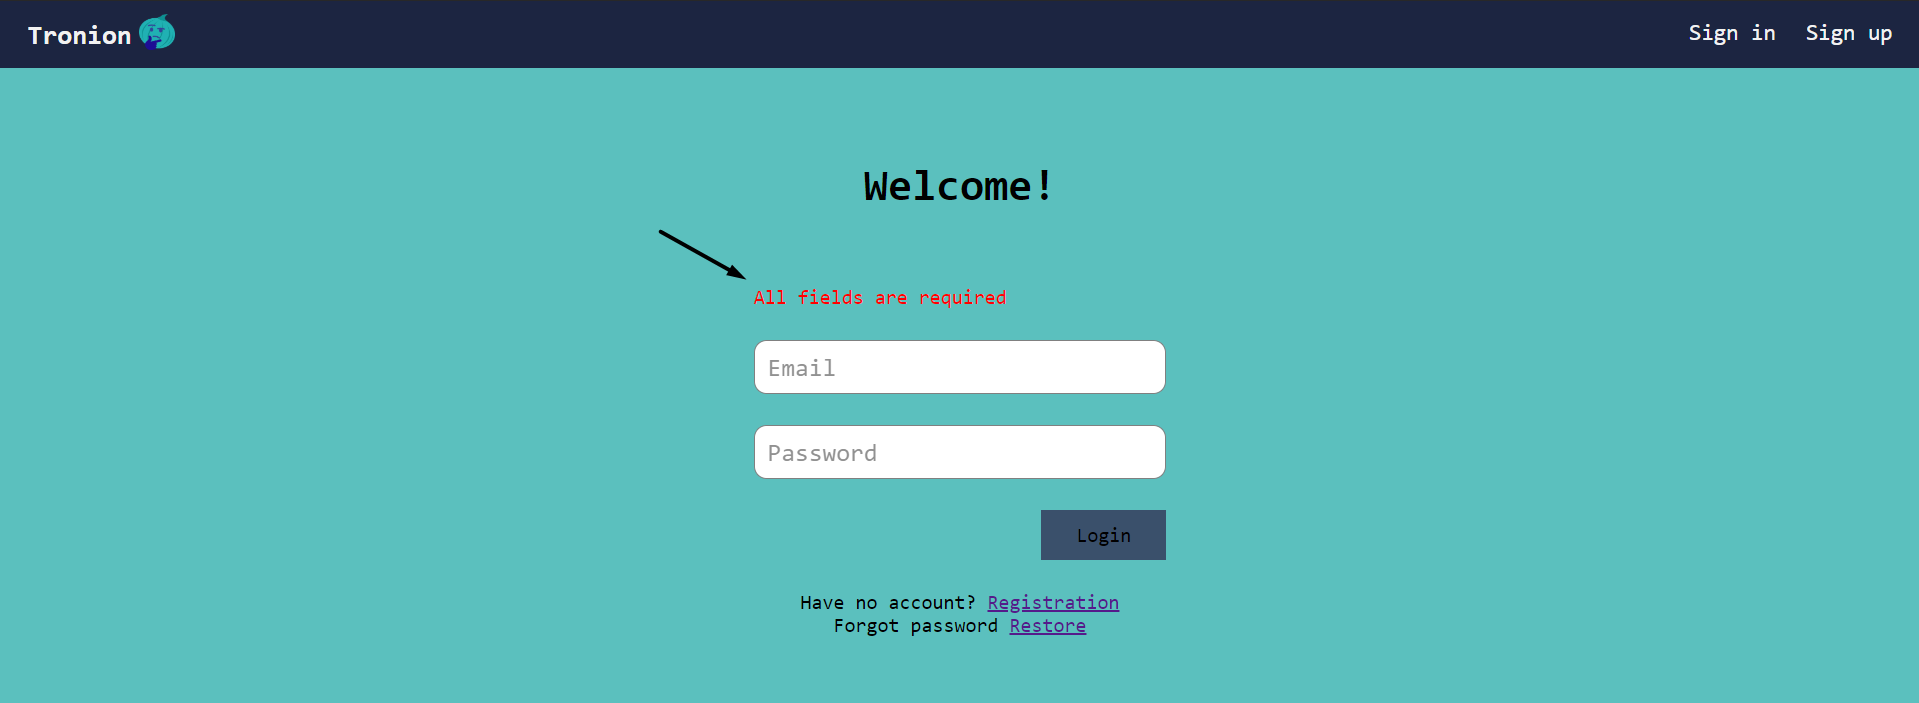 Tronion
Sign in Sign up
Welcome!
All fields are required
Email
Password
Login
Have no account? Registration
Forgot password Restore